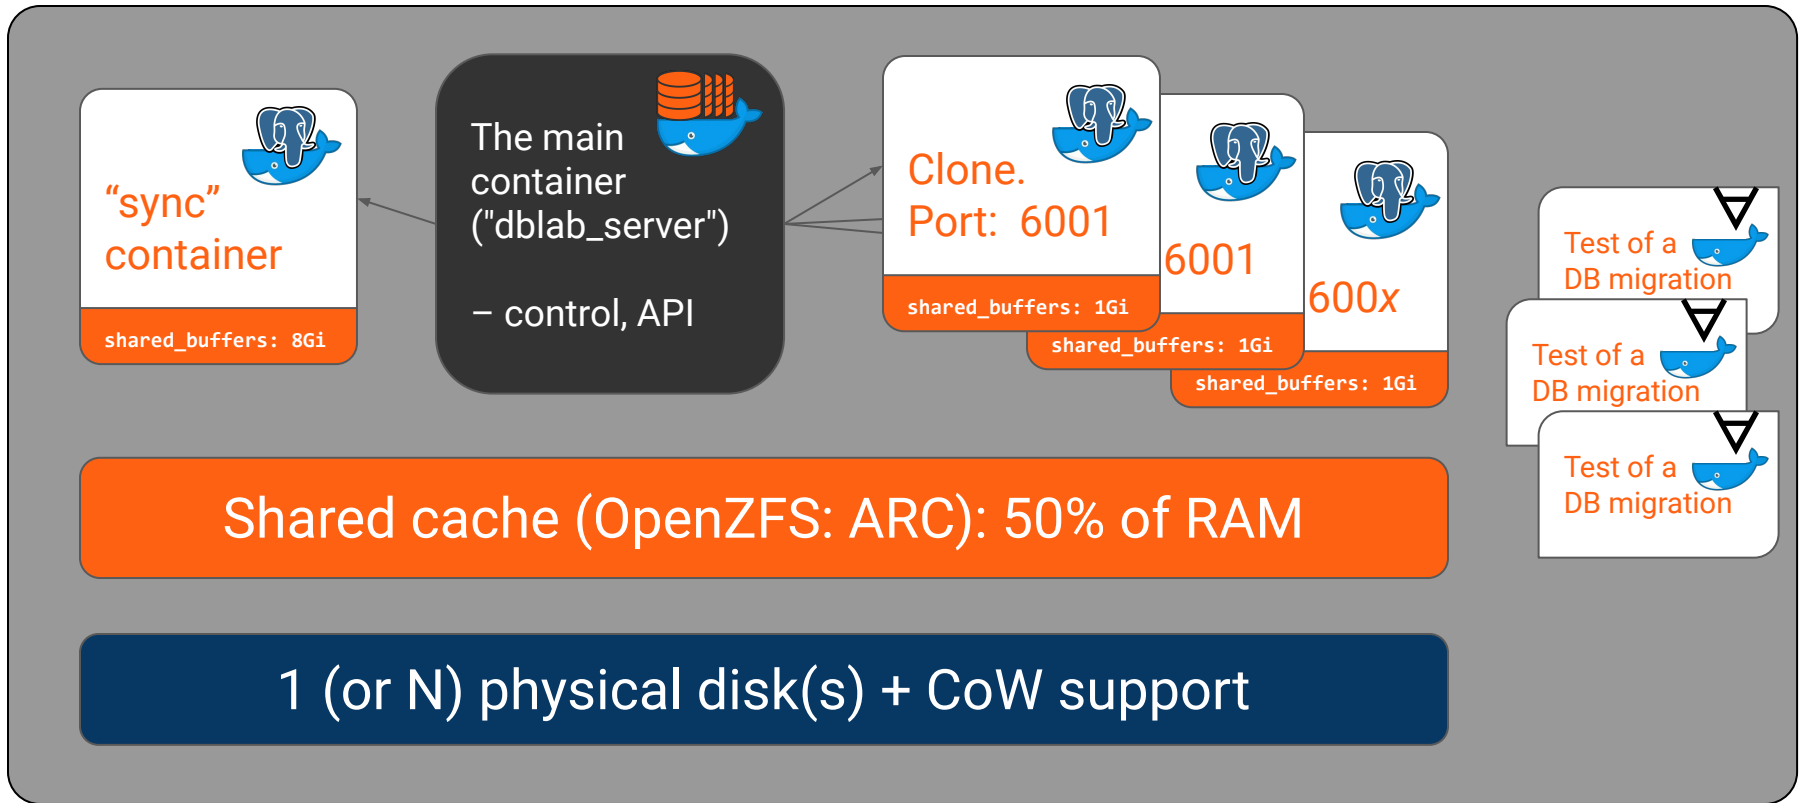 “sync”
container
shared_buffers: 8Gi
The main
container
("dblab_server")
– control, API
Clone.
Port: 6001
shared_buffers: 1Gi
6001
shared_buffers: 1Gi
600x
shared_buffers: 1Gi
Test of a
DB migration
Test of a
DB migration
Test of a
DB migration
Shared cache (OpenZFS: ARC): 50% of RAM
1 (or N) physical disk(s) + CoW support